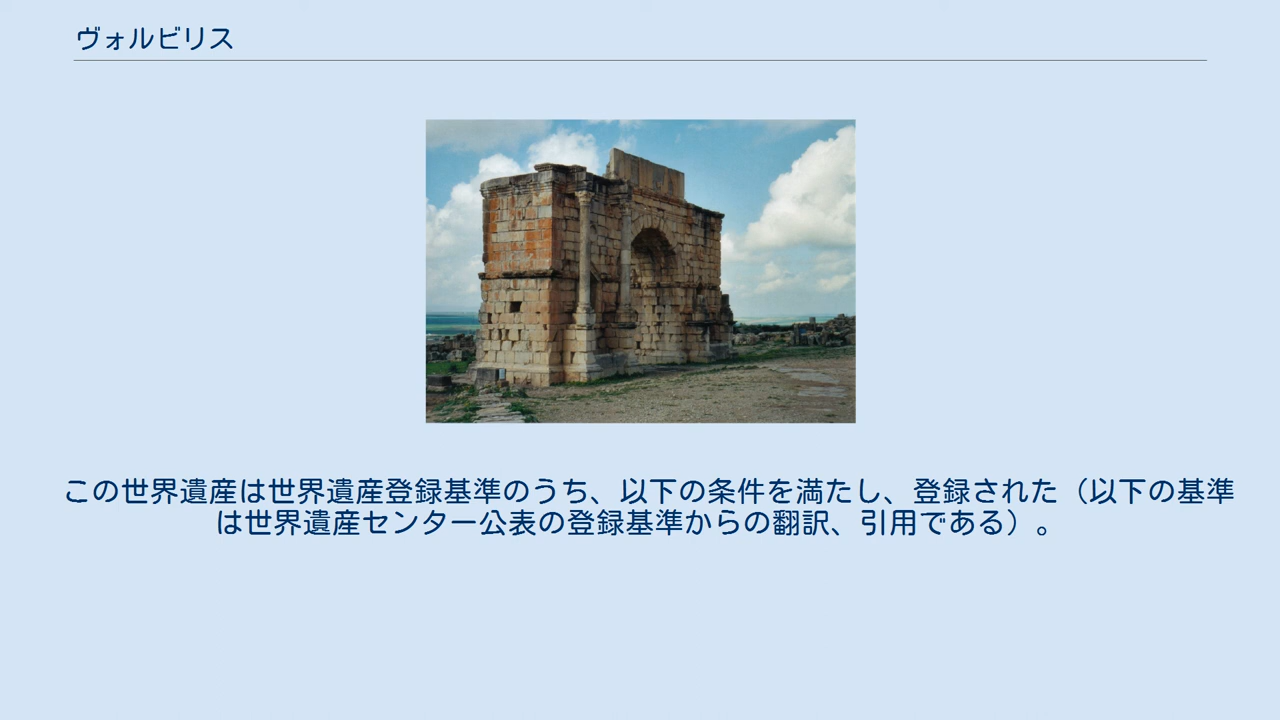 ヴォルビリス
この世界遺産は世界遺産登録基準のうち、以下の条件を満たし、登録された（以下の基準
は世界遺産センター公表の登録基準からの翻訳、引用である）。